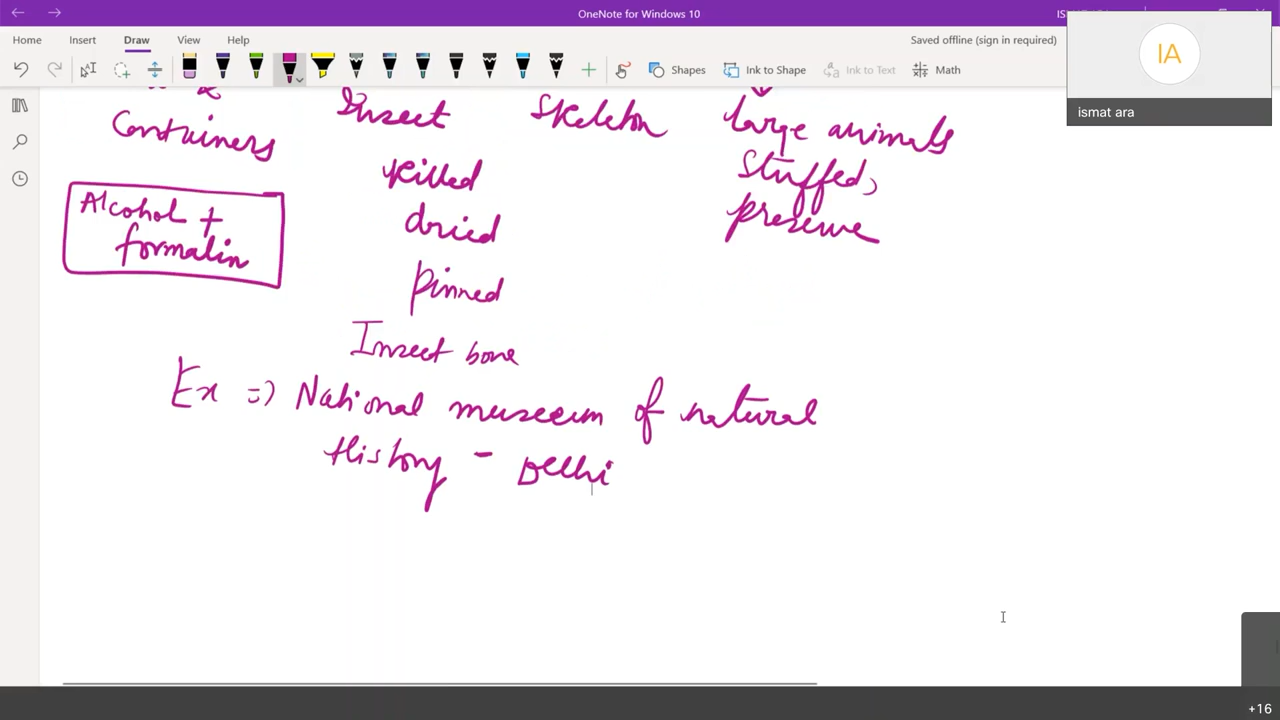 OneNote for Windows 10
Home Insert Draw View Help
Saved offline (sign in required)
IA
ismat ara
Shapes Ink to Shape Ink to Text Math
Containers Insect Skeleton large animals
killed stuffed,
Alcohol + dried preserve
formalin
Pinned
Insect bone
Ex => National museum of natural
History - Delhi
+16